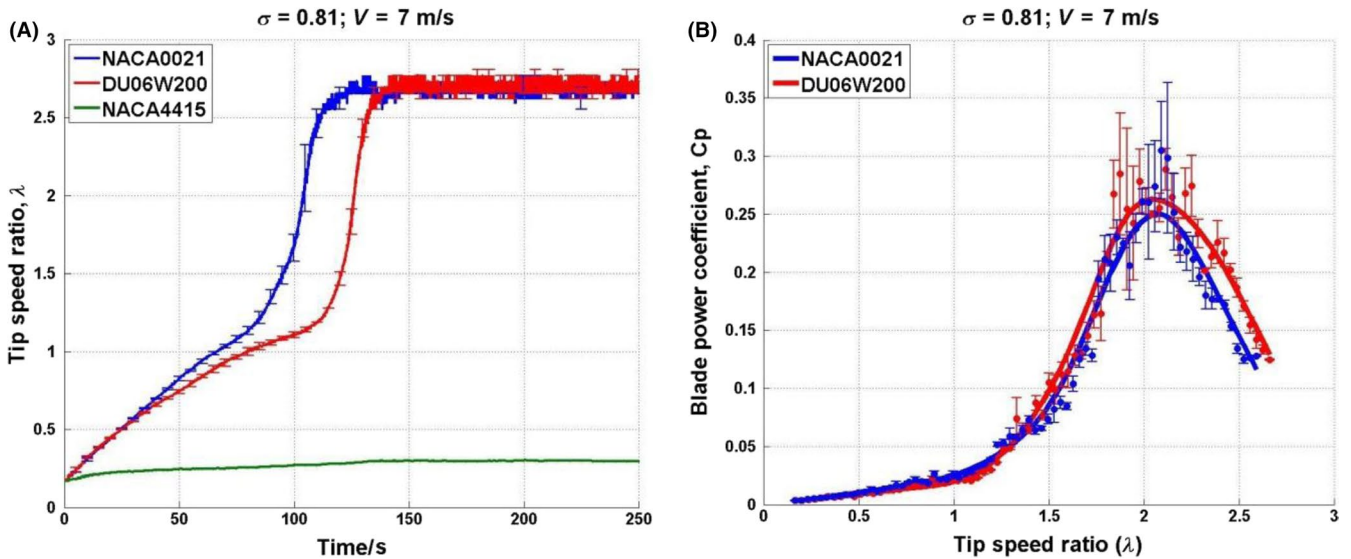 (A)
σ = 0.81; V = 7 m/s
NACA0021
DU06W200
NACA4415
Tip speed ratio, λ
3
2.5
2
1.5
1
0.5
0
0 50 100 150 200 250
Time/s
(B)
σ = 0.81; V = 7 m/s
NACA0021
DU06W200
Blade power coefficient, Cp
0.4
0.35
0.3
0.25
0.2
0.15
0.1
0.05
0
0 0.5 1 1.5 2 2.5 3
Tip speed ratio (λ)